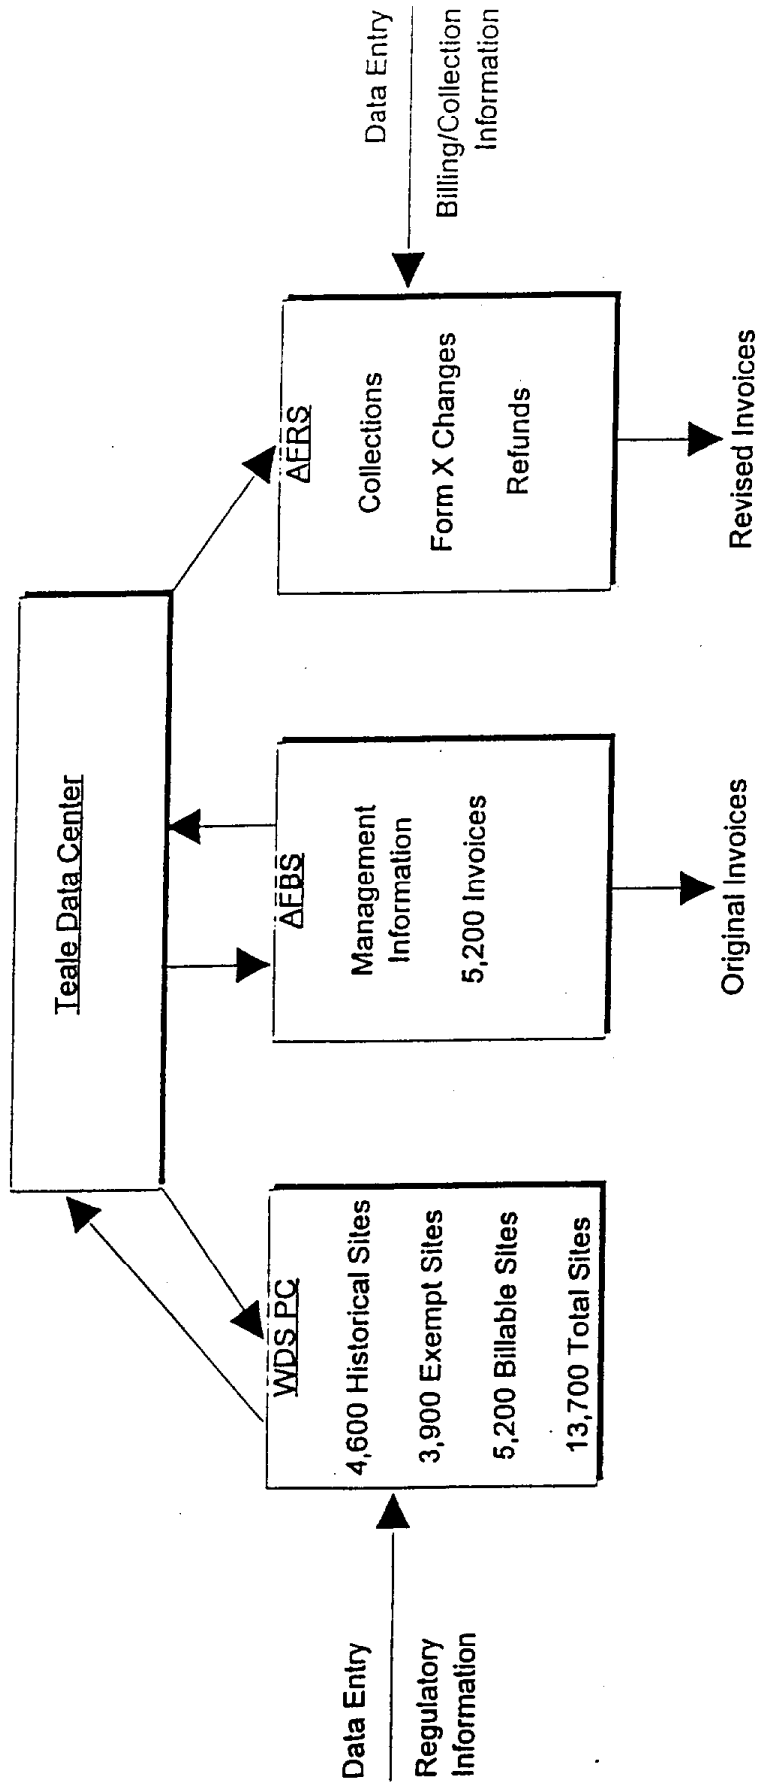 Teale Data Center
Data Entry
Regulatory
Information
WDS PC
4,600 Historical Sites
3,900 Exempt Sites
5,200 Billable Sites
13,700 Total Sites
AFBS
Management
Information
5,200 Invoices
Original Invoices
AFRS
Collections
Form X Changes
Refunds
Revised Invoices
Data Entry
Billing/Collection
Information